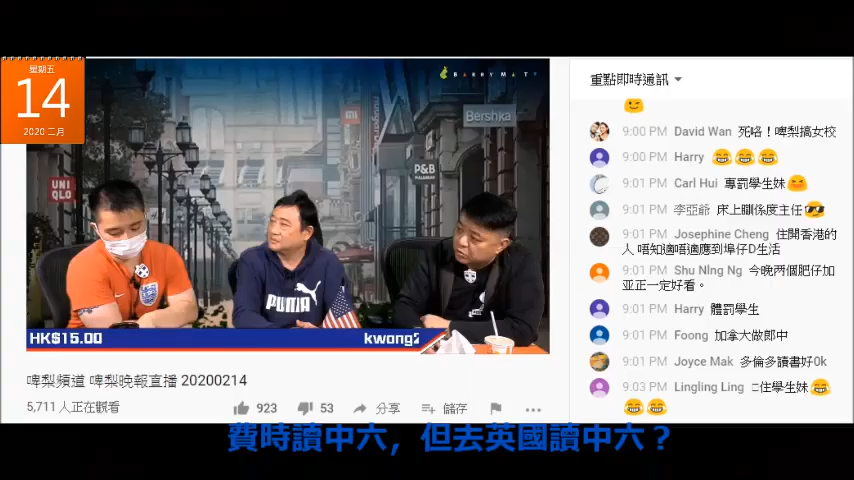 星期五
14
2020 二月
BARRYMATT
Bershka
P&B
UNI
QLO
PUMA
HK$15.00
kwong2
啤梨頻道 啤梨晚報直播 20200214
5,711 人正在觀看
923
53
分享
儲存
重點即時通訊
9:00 PM David Wan 死咯！啤梨搞女校
9:00 PM Harry 😂😂😂
9:01 PM Carl Hui 專罰學生妹
9:01 PM 李亞爺 床上瞓係度主任😎
9:01 PM Josephine Cheng 住開香港的
人 唔知適唔適應到埠仔D生活
9:01 PM Shu NIng Ng 今晚两個肥仔加
亚正一定好看。
9:01 PM Harry 體罰學生
9:01 PM Foong 加拿大做郎中
9:01 PM Joyce Mak 多倫多讀書好0k
9:03 PM Lingling Ling 住學生妹😂
😂😂
費時讀中六，但去英國讀中六？